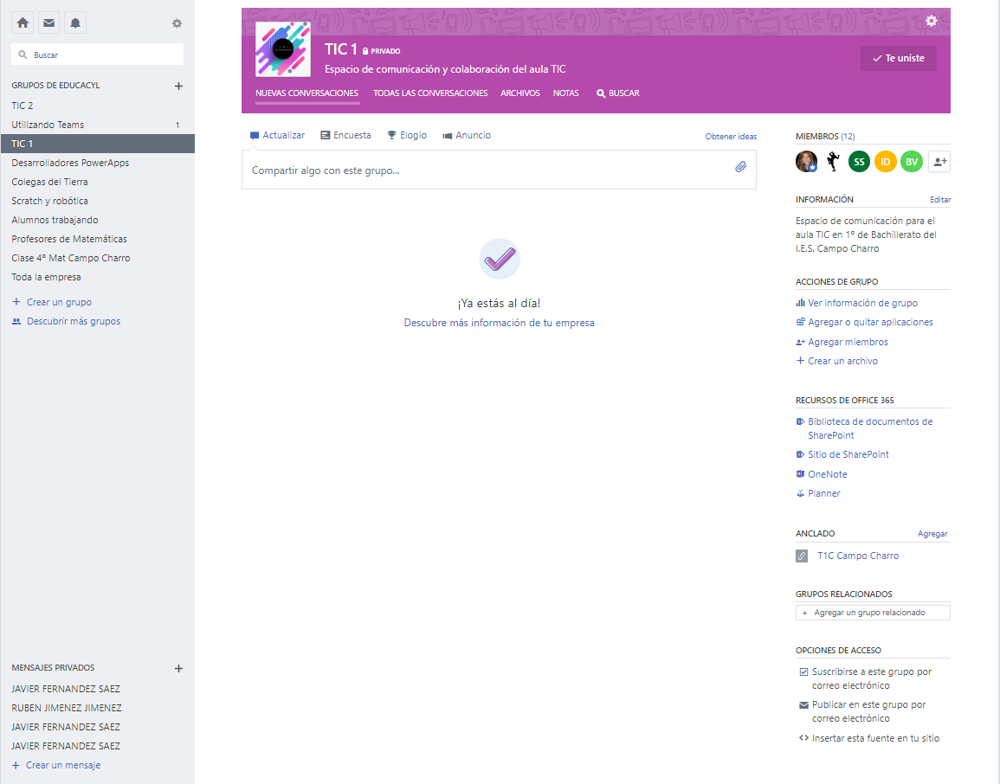 Buscar
GRUPOS DE EDUCACYL
TIC 2
Utilizando Teams 1
TIC 1
Desarrolladores PowerApps
Colegas del Tierra
Scratch y robótica
Alumnos trabajando
Profesores de Matemáticas
Clase 4º Mat Campo Charro
Toda la empresa
+ Crear un grupo
Descubrir más grupos
MENSAJES PRIVADOS
JAVIER FERNANDEZ SAEZ
RUBEN JIMENEZ JIMENEZ
JAVIER FERNANDEZ SAEZ
JAVIER FERNANDEZ SAEZ
+ Crear un mensaje
TIC 1 PRIVADO
Espacio de comunicación y colaboración del aula TIC
Te uniste
NUEVAS CONVERSACIONES TODAS LAS CONVERSACIONES ARCHIVOS NOTAS BUSCAR
Actualizar Encuesta Elogio Anuncio Obtener ideas
Compartir algo con este grupo...
¡Ya estás al día!
Descubre más información de tu empresa
MIEMBROS (12)
SS ID BV
INFORMACIÓN Editar
Espacio de comunicación para el
aula TIC en 1º de Bachillerato del
I.E.S. Campo Charro
ACCIONES DE GRUPO
Ver información de grupo
Agregar o quitar aplicaciones
Agregar miembros
+ Crear un archivo
RECURSOS DE OFFICE 365
Biblioteca de documentos de
SharePoint
Sitio de SharePoint
OneNote
Planner
ANCLADO Agregar
T1C Campo Charro
GRUPOS RELACIONADOS
+ Agregar un grupo relacionado
OPCIONES DE ACCESO
Suscribirse a este grupo por
correo electrónico
Publicar en este grupo por
correo electrónico
Insertar esta fuente en tu sitio